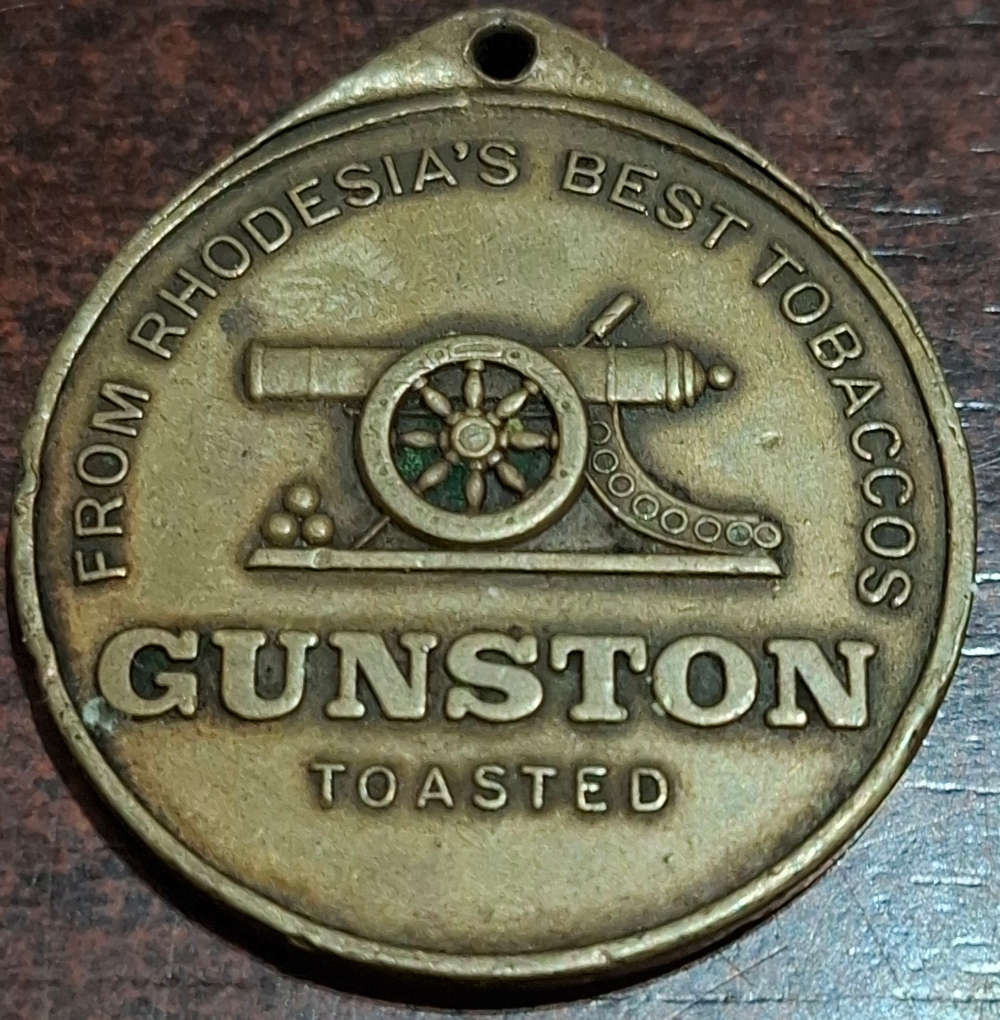 FROM RHODESIA'S BEST TOBACCOS
GUNSTON
TOASTED